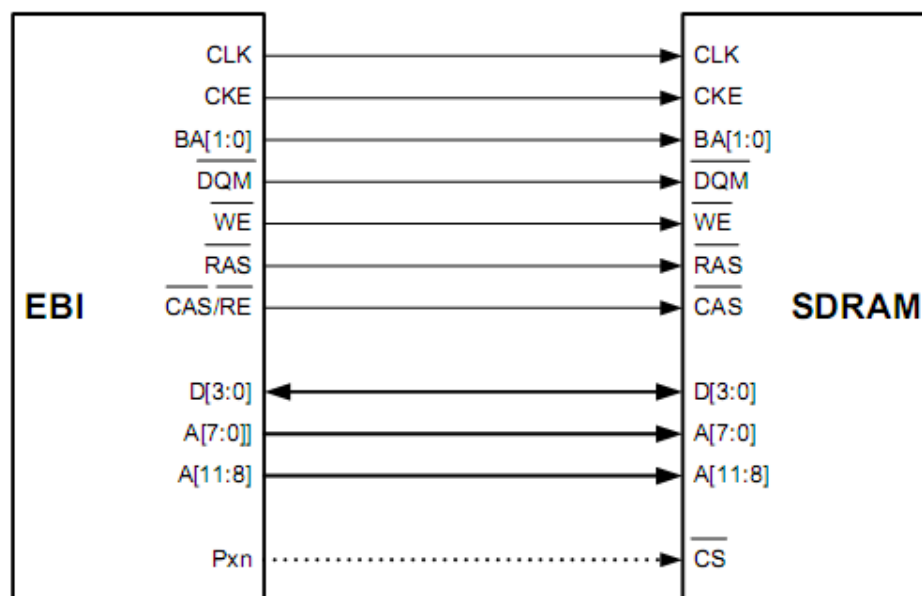 CLK CLK
CKE CKE
BA[1:0] BA[1:0]
DQM DQM
WE WE
RAS RAS
EBI CAS/RE CAS SDRAM
D[3:0] D[3:0]
A[7:0]] A[7:0]
A[11:8] A[11:8]
Pxn CS